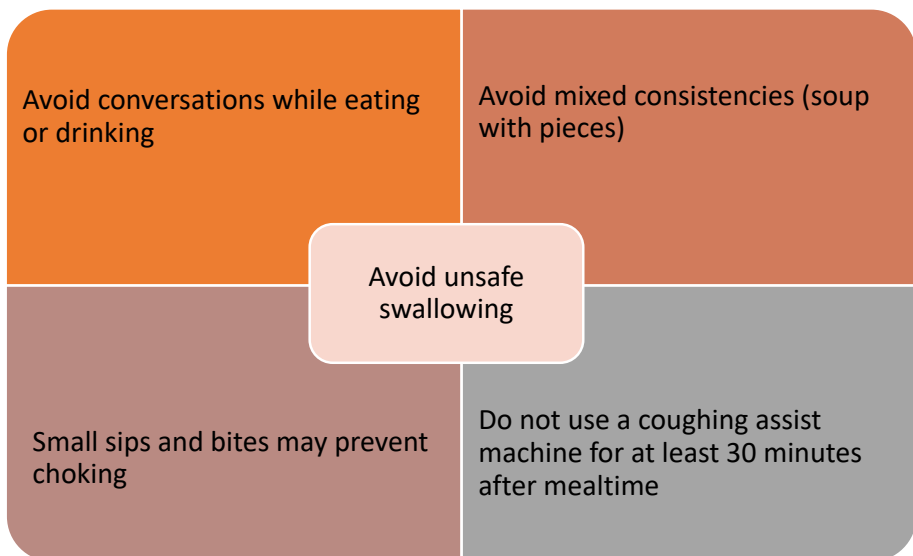 Avoid conversations while eating
or drinking
Avoid mixed consistencies (soup
with pieces)
Avoid unsafe
swallowing
Small sips and bites may prevent
choking
Do not use a coughing assist
machine for at least 30 minutes
after mealtime